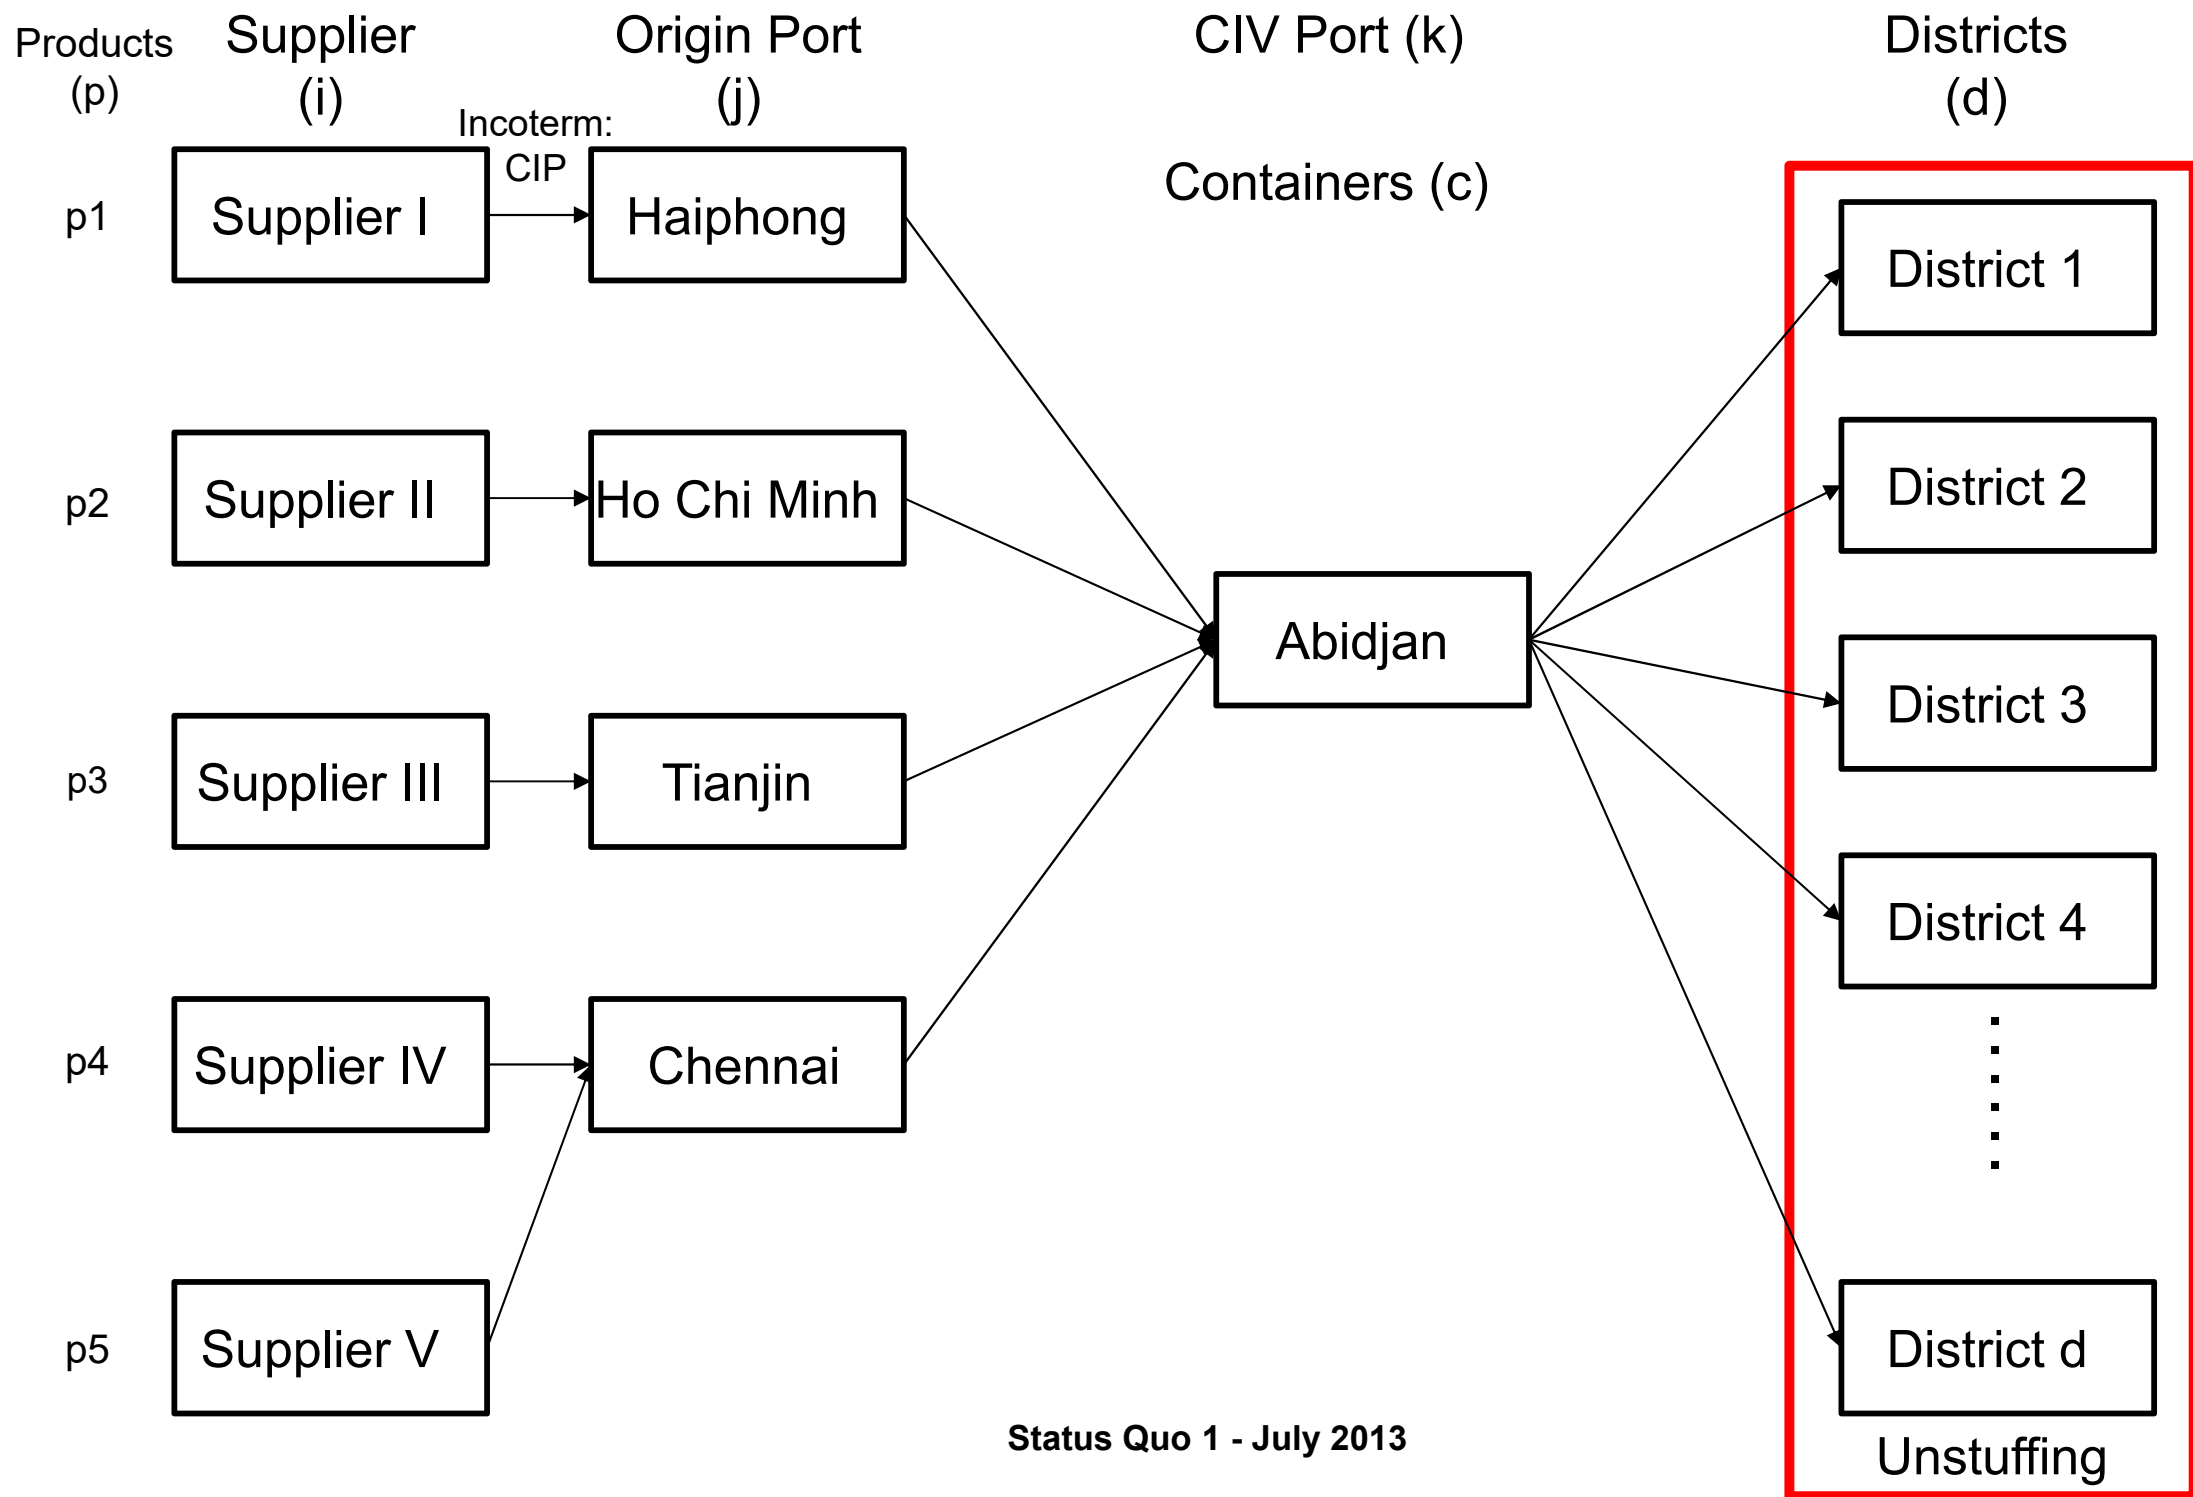 Products
(p)
Supplier
(i)
Origin Port
(j)
CIV Port (k)
Districts
(d)
Incoterm:
CIP
Containers (c)
p1
Supplier I
Haiphong
District 1
p2
Supplier II
Ho Chi Minh
District 2
Abidjan
District 3
p3
Supplier III
Tianjin
District 4
p4
Supplier IV
Chennai
p5
Supplier V
District d
Status Quo 1 - July 2013
Unstuffing